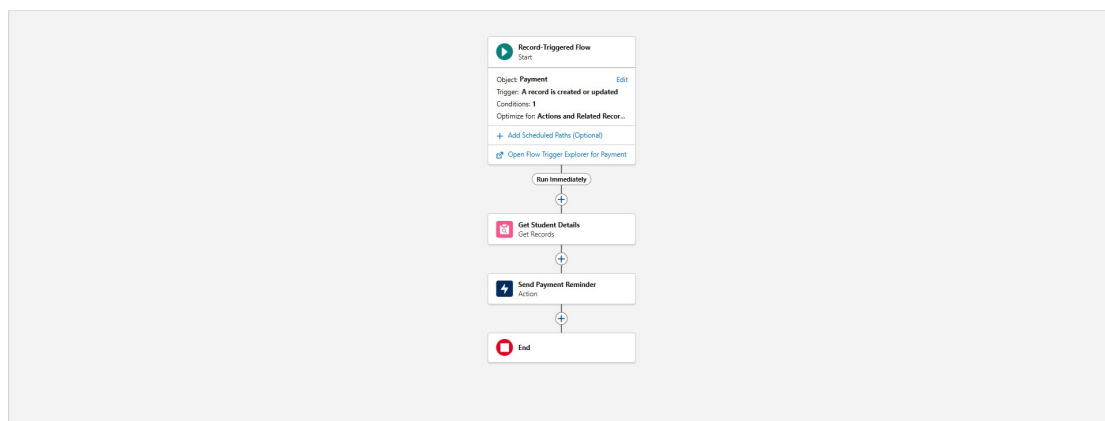 Record-Triggered Flow
Start
Object: Payment Edit
Trigger: A record is created or updated
Conditions: 1
Optimize for: Actions and Related Recor...
+ Add Scheduled Paths (Optional)
Open Flow Trigger Explorer for Payment
Run Immediately
Get Student Details
Get Records
Send Payment Reminder
Action
End